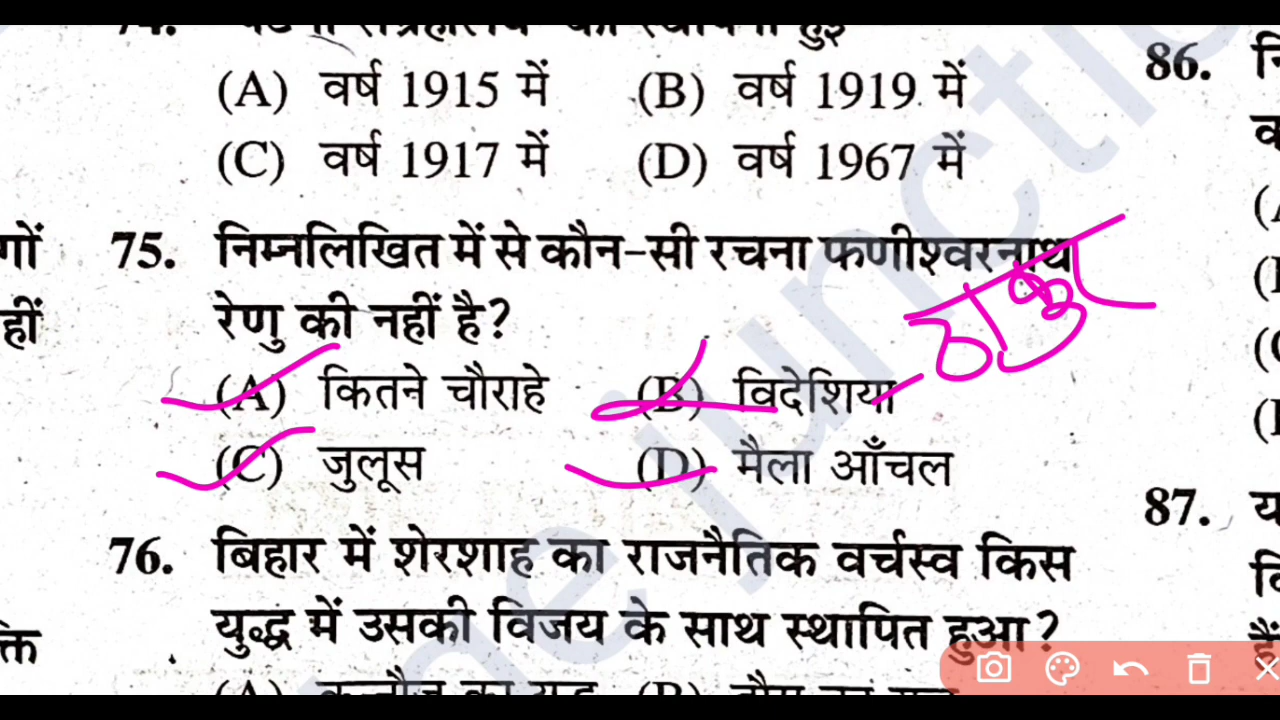 (A) वर्ष 1915 में (B) वर्ष 1919 में
(C) वर्ष 1917 में (D) वर्ष 1967 में
75. निम्नलिखित में से कौन-सी रचना फणीश्वरनाथ
रेणु की नहीं है?
(A) कितने चौराहे (B) विदेशिया
(C) जुलूस (D) मैला आँचल
ठाकुर
76. बिहार में शेरशाह का राजनैतिक वर्चस्व किस
युद्ध में उसकी विजय के साथ स्थापित हुआ?
गों
हीं
86.
87.
junction